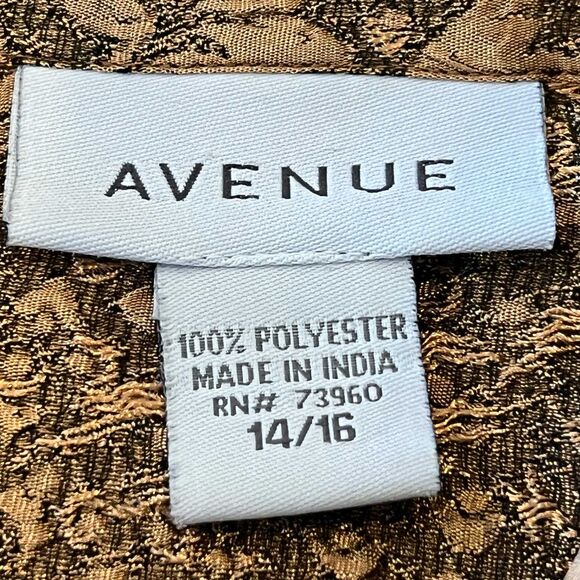 AVENUE
100% POLYESTER
MADE IN INDIA
RN# 73960
14/16